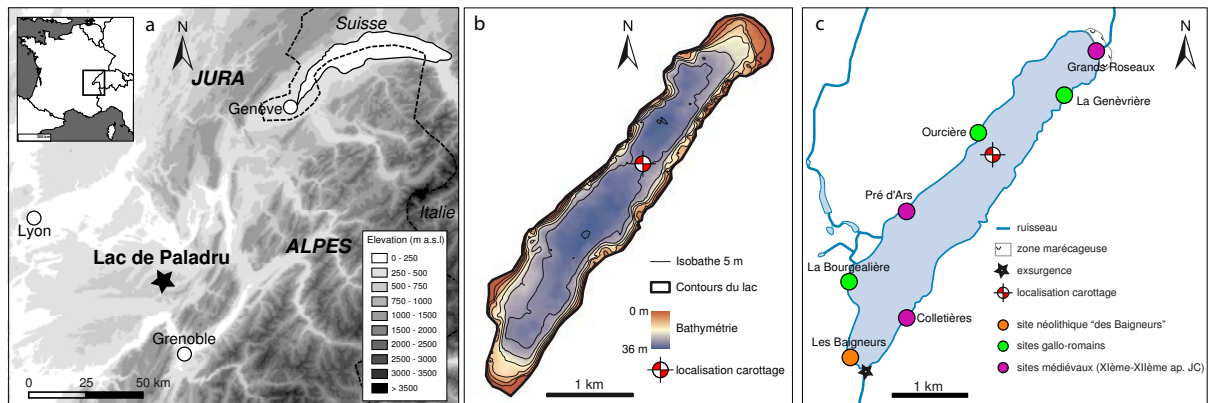 a
N
Suisse
JURA
Genève
Italie
Lyon
ALPES
Lac de Paladru
Grenoble
0 25 50 km
Elevation (m a.s.l)
0 - 250
250 - 500
500 - 750
750 - 1000
1000 - 1500
1500 - 2000
2000 - 2500
2500 - 3000
3000 - 3500
> 3500
b
N
Isobathe 5 m
Contours du lac
0 m
Bathymétrie
36 m
localisation carottage
1 km
c
N
Grands Roseaux
La Genèvrière
Ourcière
Pré d'Ars
La Bourgealière
Colletières
Les Baigneurs
ruisseau
zone marécageuse
exsurgence
localisation carottage
site néolithique "des Baigneurs"
sites gallo-romains
sites médiévaux (XIème-XIIème ap. JC)
1 km